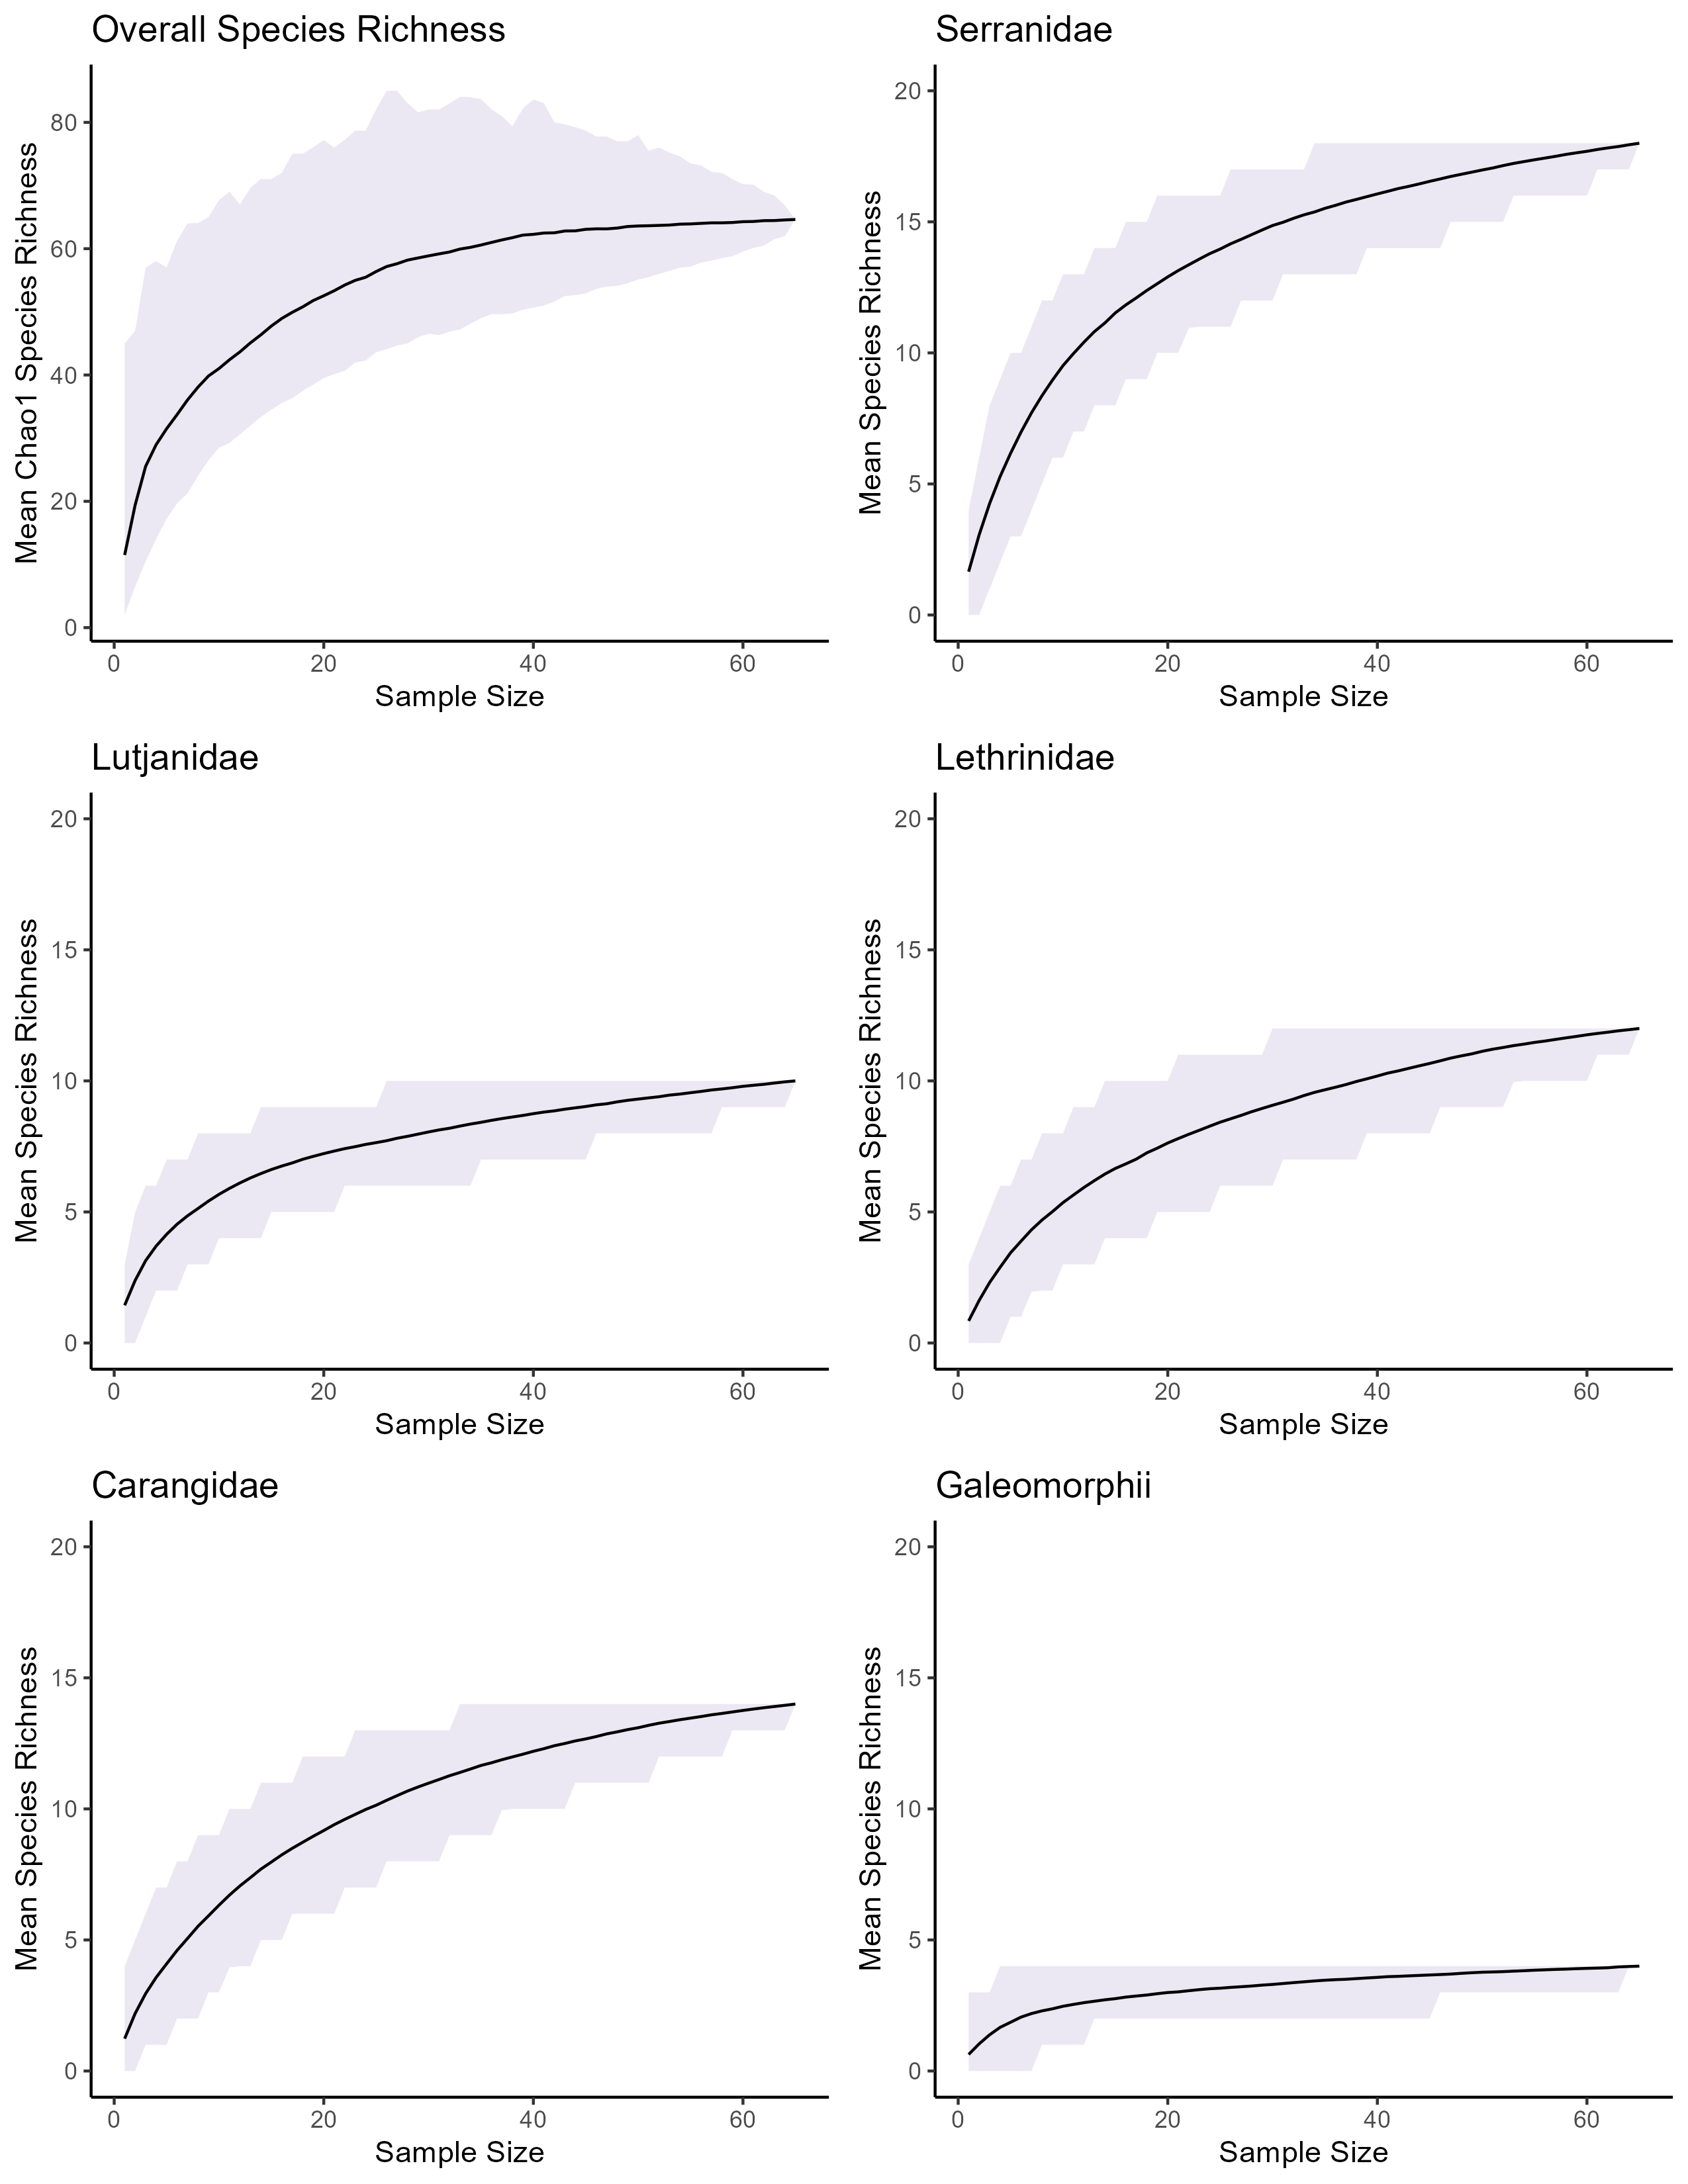 Overall Species Richness
Mean Chao1 Species Richness
80
60
40
20
0
0 20 40 60
Sample Size
Serranidae
Mean Species Richness
20
15
10
5
0
0 20 40 60
Sample Size
Lutjanidae
Mean Species Richness
20
15
10
5
0
0 20 40 60
Sample Size
Lethrinidae
Mean Species Richness
20
15
10
5
0
0 20 40 60
Sample Size
Carangidae
Mean Species Richness
20
15
10
5
0
0 20 40 60
Sample Size
Galeomorphii
Mean Species Richness
20
15
10
5
0
0 20 40 60
Sample Size